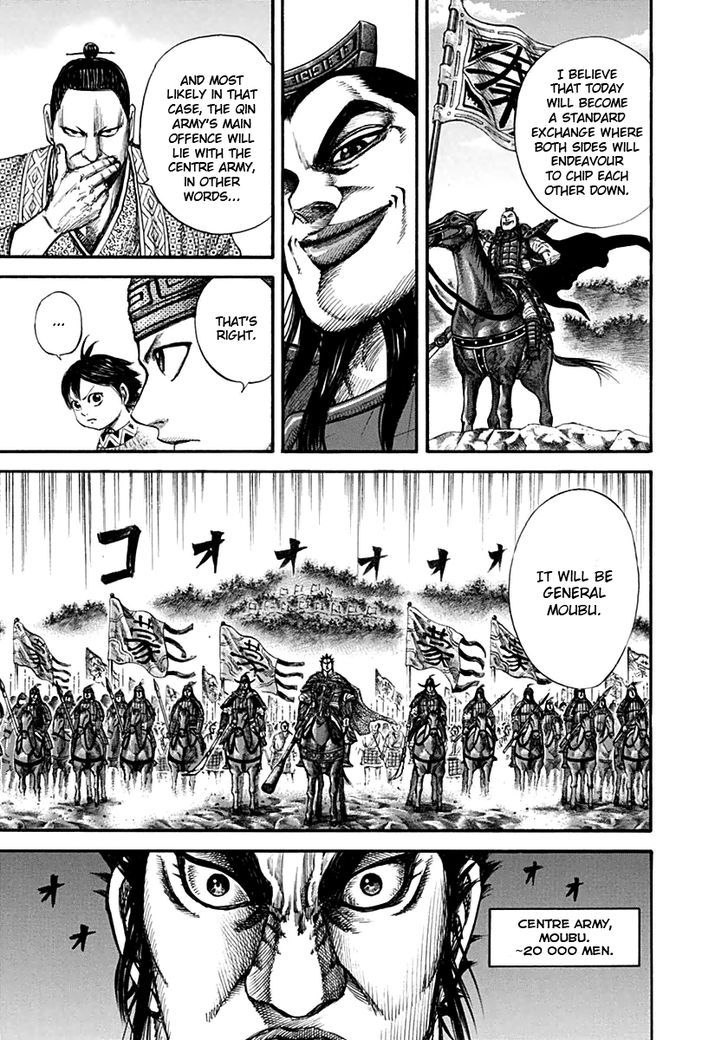 I BELIEVE
THAT TODAY
WILL BECOME
A STANDARD
EXCHANGE WHERE
BOTH SIDES WILL
ENDEAVOUR
TO CHIP EACH
OTHER DOWN.
AND MOST
LIKELY IN THAT
CASE, THE QIN
ARMY'S MAIN
OFFENCE WILL
LIE WITH THE
CENTRE ARMY,
IN OTHER
WORDS...
THAT'S
RIGHT.
...
IT WILL BE
GENERAL
MOUBU.
コオオオオオ
蒙 蒙 蒙
オオオオ
CENTRE ARMY,
MOUBU.
~20 000 MEN.